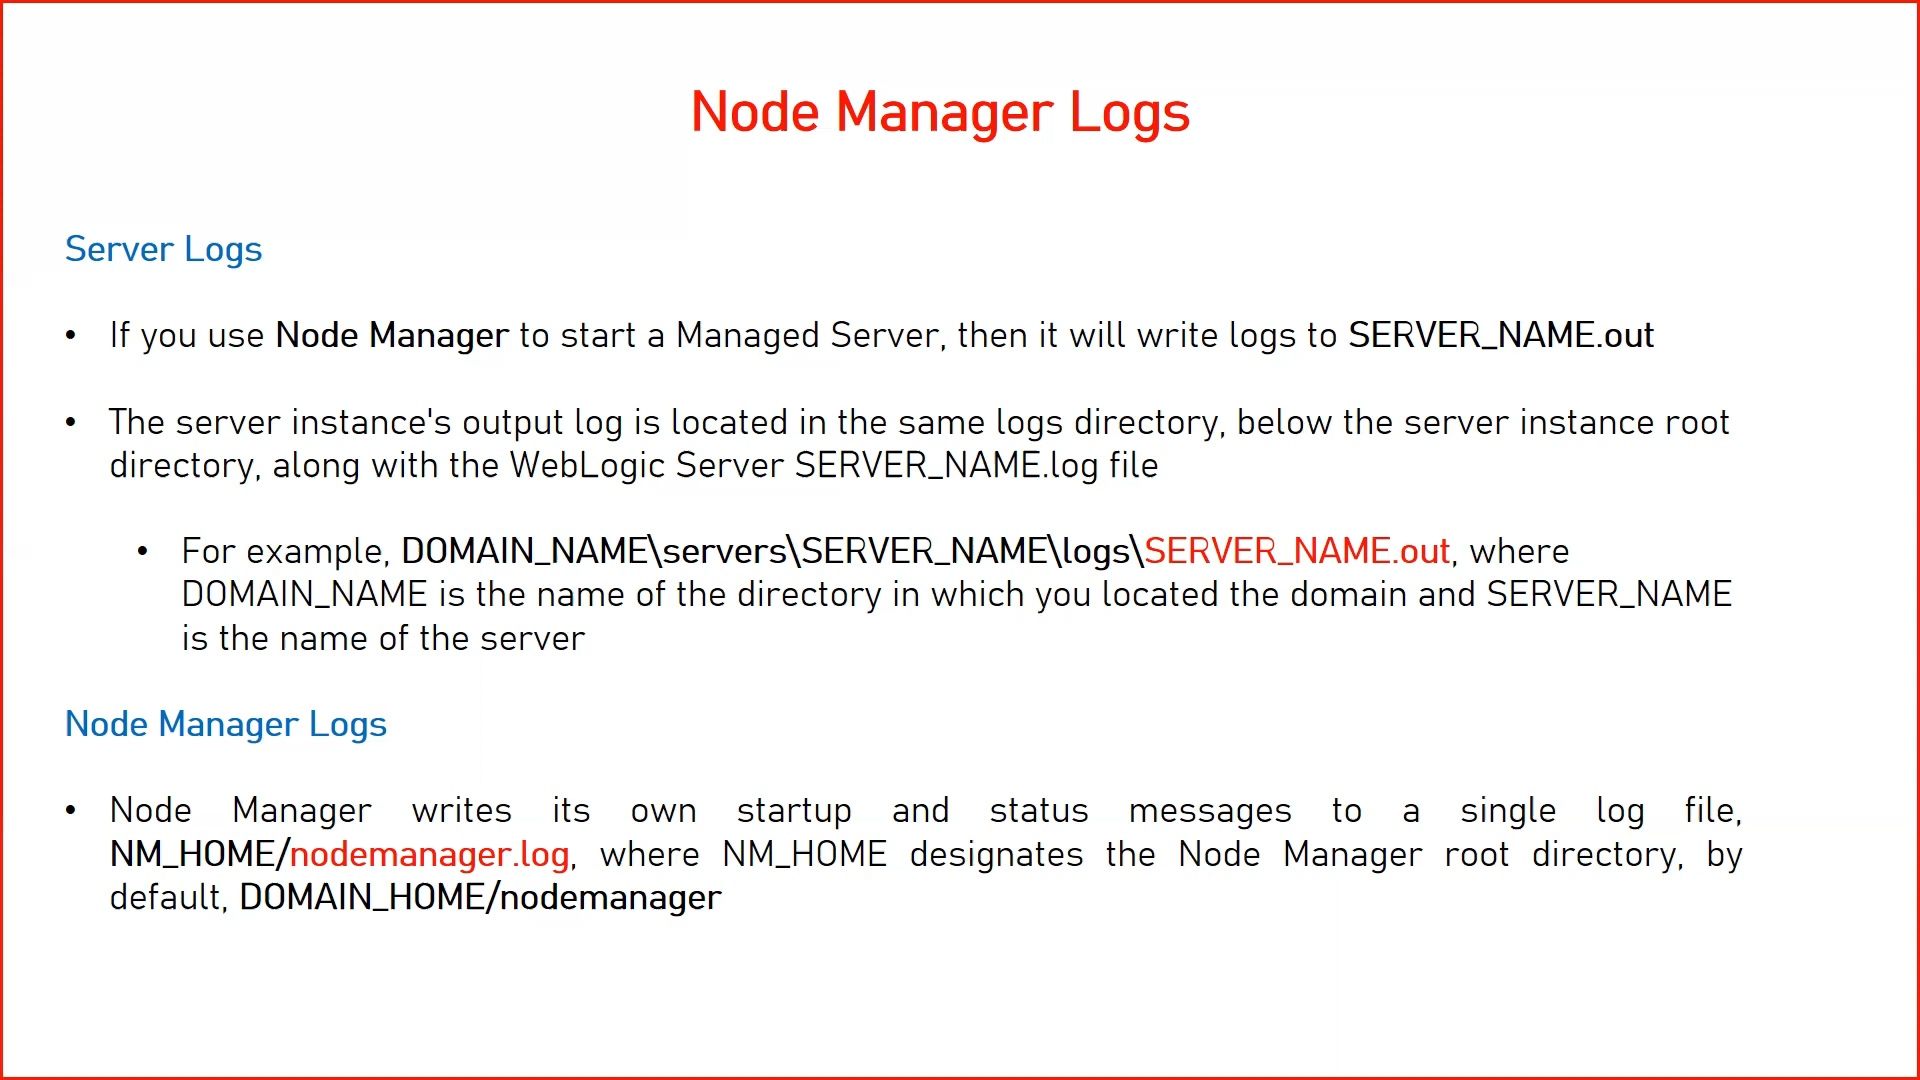 Node Manager Logs
Server Logs
• If you use Node Manager to start a Managed Server, then it will write logs to SERVER_NAME.out
• The server instance's output log is located in the same logs directory, below the server instance root
directory, along with the WebLogic Server SERVER_NAME.log file
• For example, DOMAIN_NAME\servers\SERVER_NAME\logs\SERVER_NAME.out, where
DOMAIN_NAME is the name of the directory in which you located the domain and SERVER_NAME
is the name of the server
Node Manager Logs
• Node Manager writes its own startup and status messages to a single log file,
NM_HOME/nodemanager.log, where NM_HOME designates the Node Manager root directory, by
default, DOMAIN_HOME/nodemanager